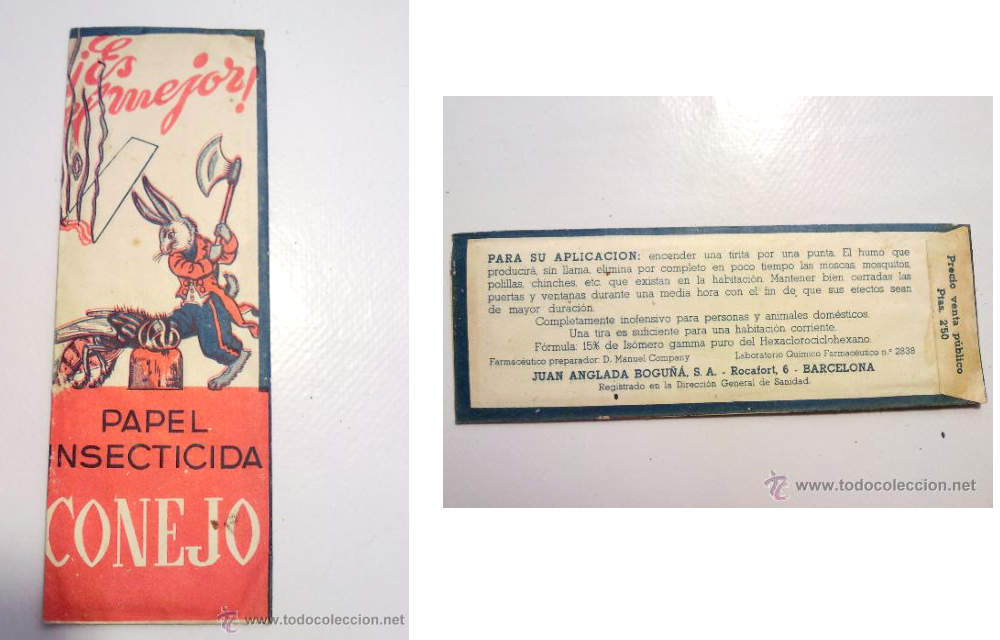 ¡Es
el mejor!
PAPEL
INSECTICIDA
CONEJO
www.todocoleccion.net
PARA SU APLICACION: encender una tirita por una punta. El humo que
producirá, sin llama, elimina por completo en poco tiempo las moscas, mosquitos,
polillas, chinches, etc. que existan en la habitación. Mantener bien cerradas las
puertas y ventanas durante una media hora con el fin de que sus efectos sean
de mayor duración.
Completamente inofensivo para personas y animales domésticos.
Una tira es suficiente para una habitación corriente.
Fórmula: 15% de Isómero gamma puro del Hexaclorociclohexano.
Farmacéutico preparador: D. Manuel Company Laboratorio Químico Farmacéutico n.º 2838
JUAN ANGLADA BOGUÑÁ, S. A. - Rocafort, 6 - BARCELONA
Registrado en la Dirección General de Sanidad.
Precio venta público
Ptas. 2'50
www.todocoleccion.net